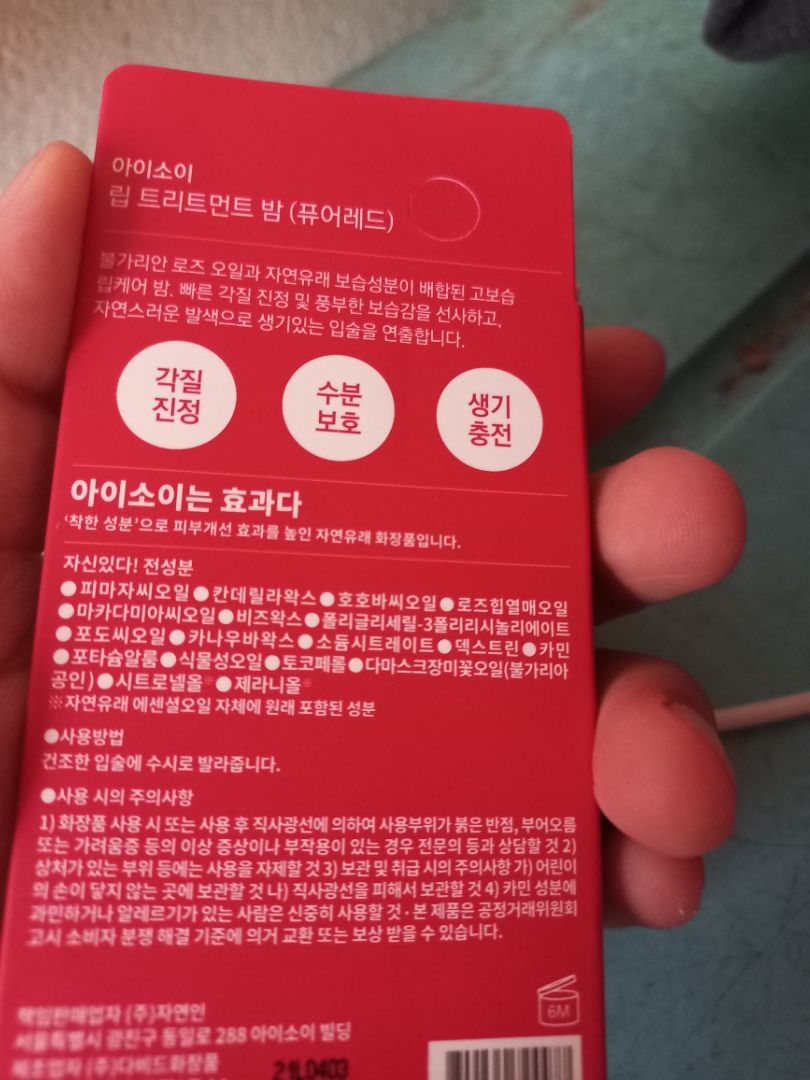 아이소이
립 트리트먼트 밤 (퓨어레드)
불가리안 로즈 오일과 자연유래 보습성분이 배합된 고보습
립케어 밤. 빠른 각질 진정 및 풍부한 보습감을 선사하고,
자연스러운 발색으로 생기있는 입술을 연출합니다.
각질
진정
수분
보호
생기
충전
아이소이는 효과다
'착한 성분'으로 피부개선 효과를 높인 자연유래 화장품입니다.
자신있다! 전성분
●피마자씨오일●칸데릴라왁스●호호바씨오일●로즈힙열매오일
●마카다미아씨오일●비즈왁스●폴리글리세릴-3폴리리시놀리에이트
●포도씨오일●카나우바왁스●소듐시트레이트●덱스트린●카민
●포타슘알룸●식물성오일●토코페롤●다마스크장미꽃오일(불가리아
공인)●시트로넬올※●제라니올※
※자연유래 에센셜오일 자체에 원래 포함된 성분
●사용방법
건조한 입술에 수시로 발라줍니다.
●사용 시의 주의사항
1) 화장품 사용 시 또는 사용 후 직사광선에 의하여 사용부위가 붉은 반점, 부어오름
또는 가려움증 등의 이상 증상이나 부작용이 있는 경우 전문의 등과 상담할 것 2)
상처가 있는 부위 등에는 사용을 자제할 것 3) 보관 및 취급 시의 주의사항 가) 어린이
의 손이 닿지 않는 곳에 보관할 것 나) 직사광선을 피해서 보관할 것 4) 카민 성분에
과민하거나 알레르기가 있는 사람은 신중히 사용할 것 · 본 제품은 공정거래위원회
고시 소비자 분쟁 해결 기준에 의거 교환 또는 보상 받을 수 있습니다.
6M
책임판매업자 (주)자연인
서울특별시 광진구 동일로 288 아이소이 빌딩
제조업자 (주)다비드화장품
21L0403